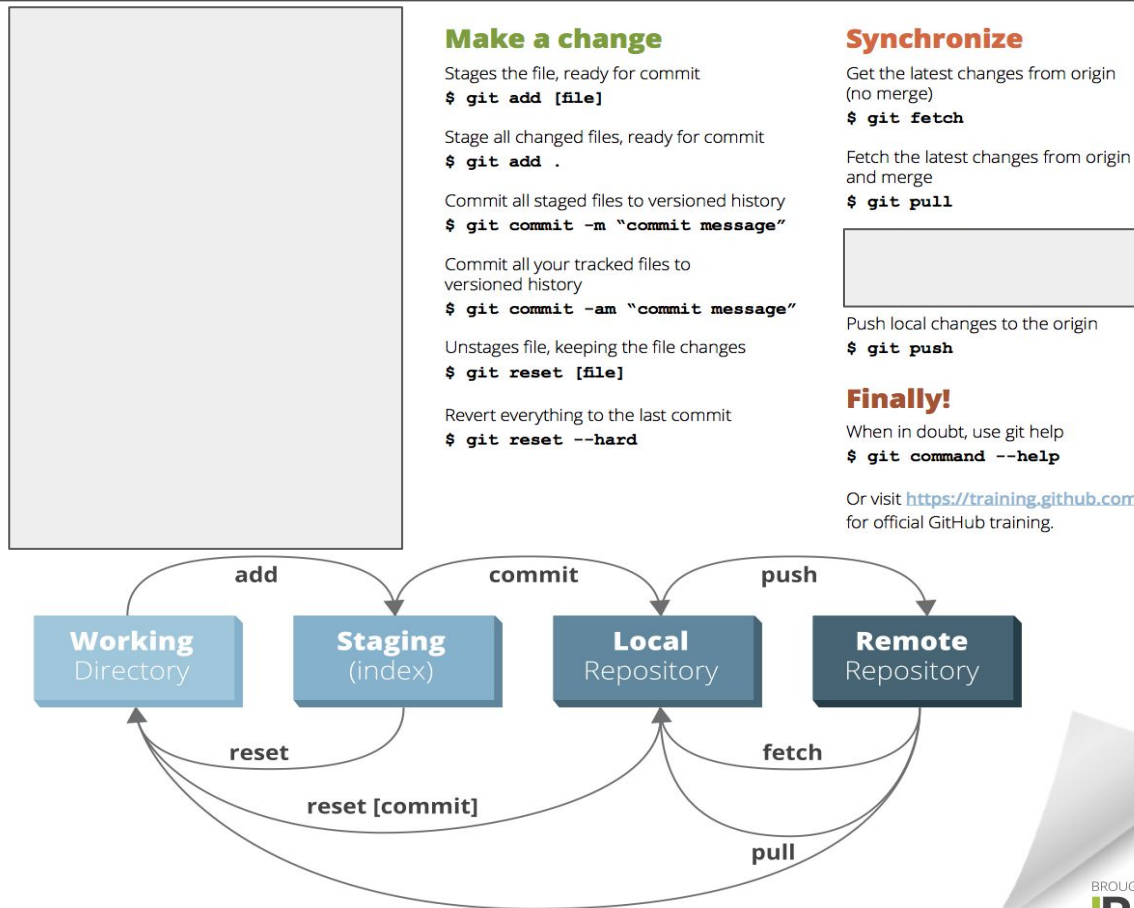 Make a change
Stages the file, ready for commit
$ git add [file]
Stage all changed files, ready for commit
$ git add .
Commit all staged files to versioned history
$ git commit -m “commit message”
Commit all your tracked files to
versioned history
$ git commit -am “commit message”
Unstages file, keeping the file changes
$ git reset [file]
Revert everything to the last commit
$ git reset --hard
Synchronize
Get the latest changes from origin
(no merge)
$ git fetch
Fetch the latest changes from origin
and merge
$ git pull
Push local changes to the origin
$ git push
Finally!
When in doubt, use git help
$ git command --help
Or visit https://training.github.com
for official GitHub training.
add
commit
push
Working
Directory
Staging
(index)
Local
Repository
Remote
Repository
reset
fetch
reset [commit]
pull